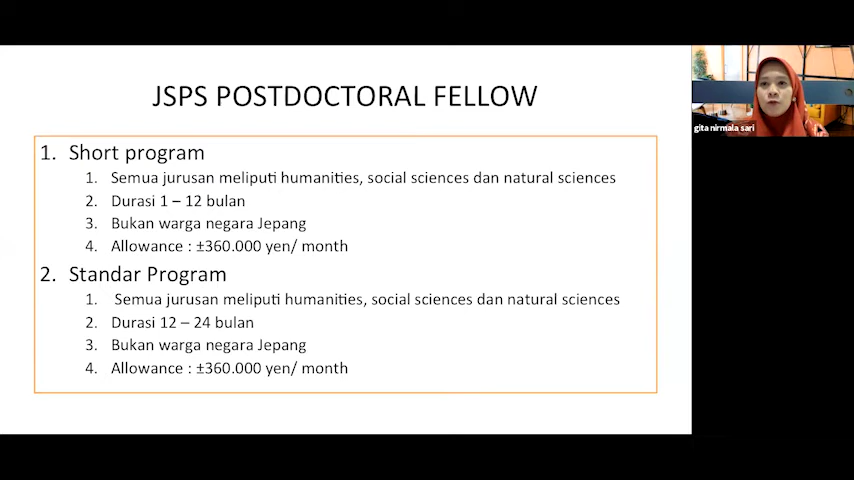 JSPS POSTDOCTORAL FELLOW
1. Short program
1. Semua jurusan meliputi humanities, social sciences dan natural sciences
2. Durasi 1 – 12 bulan
3. Bukan warga negara Jepang
4. Allowance : ±360.000 yen/ month
2. Standar Program
1. Semua jurusan meliputi humanities, social sciences dan natural sciences
2. Durasi 12 – 24 bulan
3. Bukan warga negara Jepang
4. Allowance : ±360.000 yen/ month
gita nirmala sari